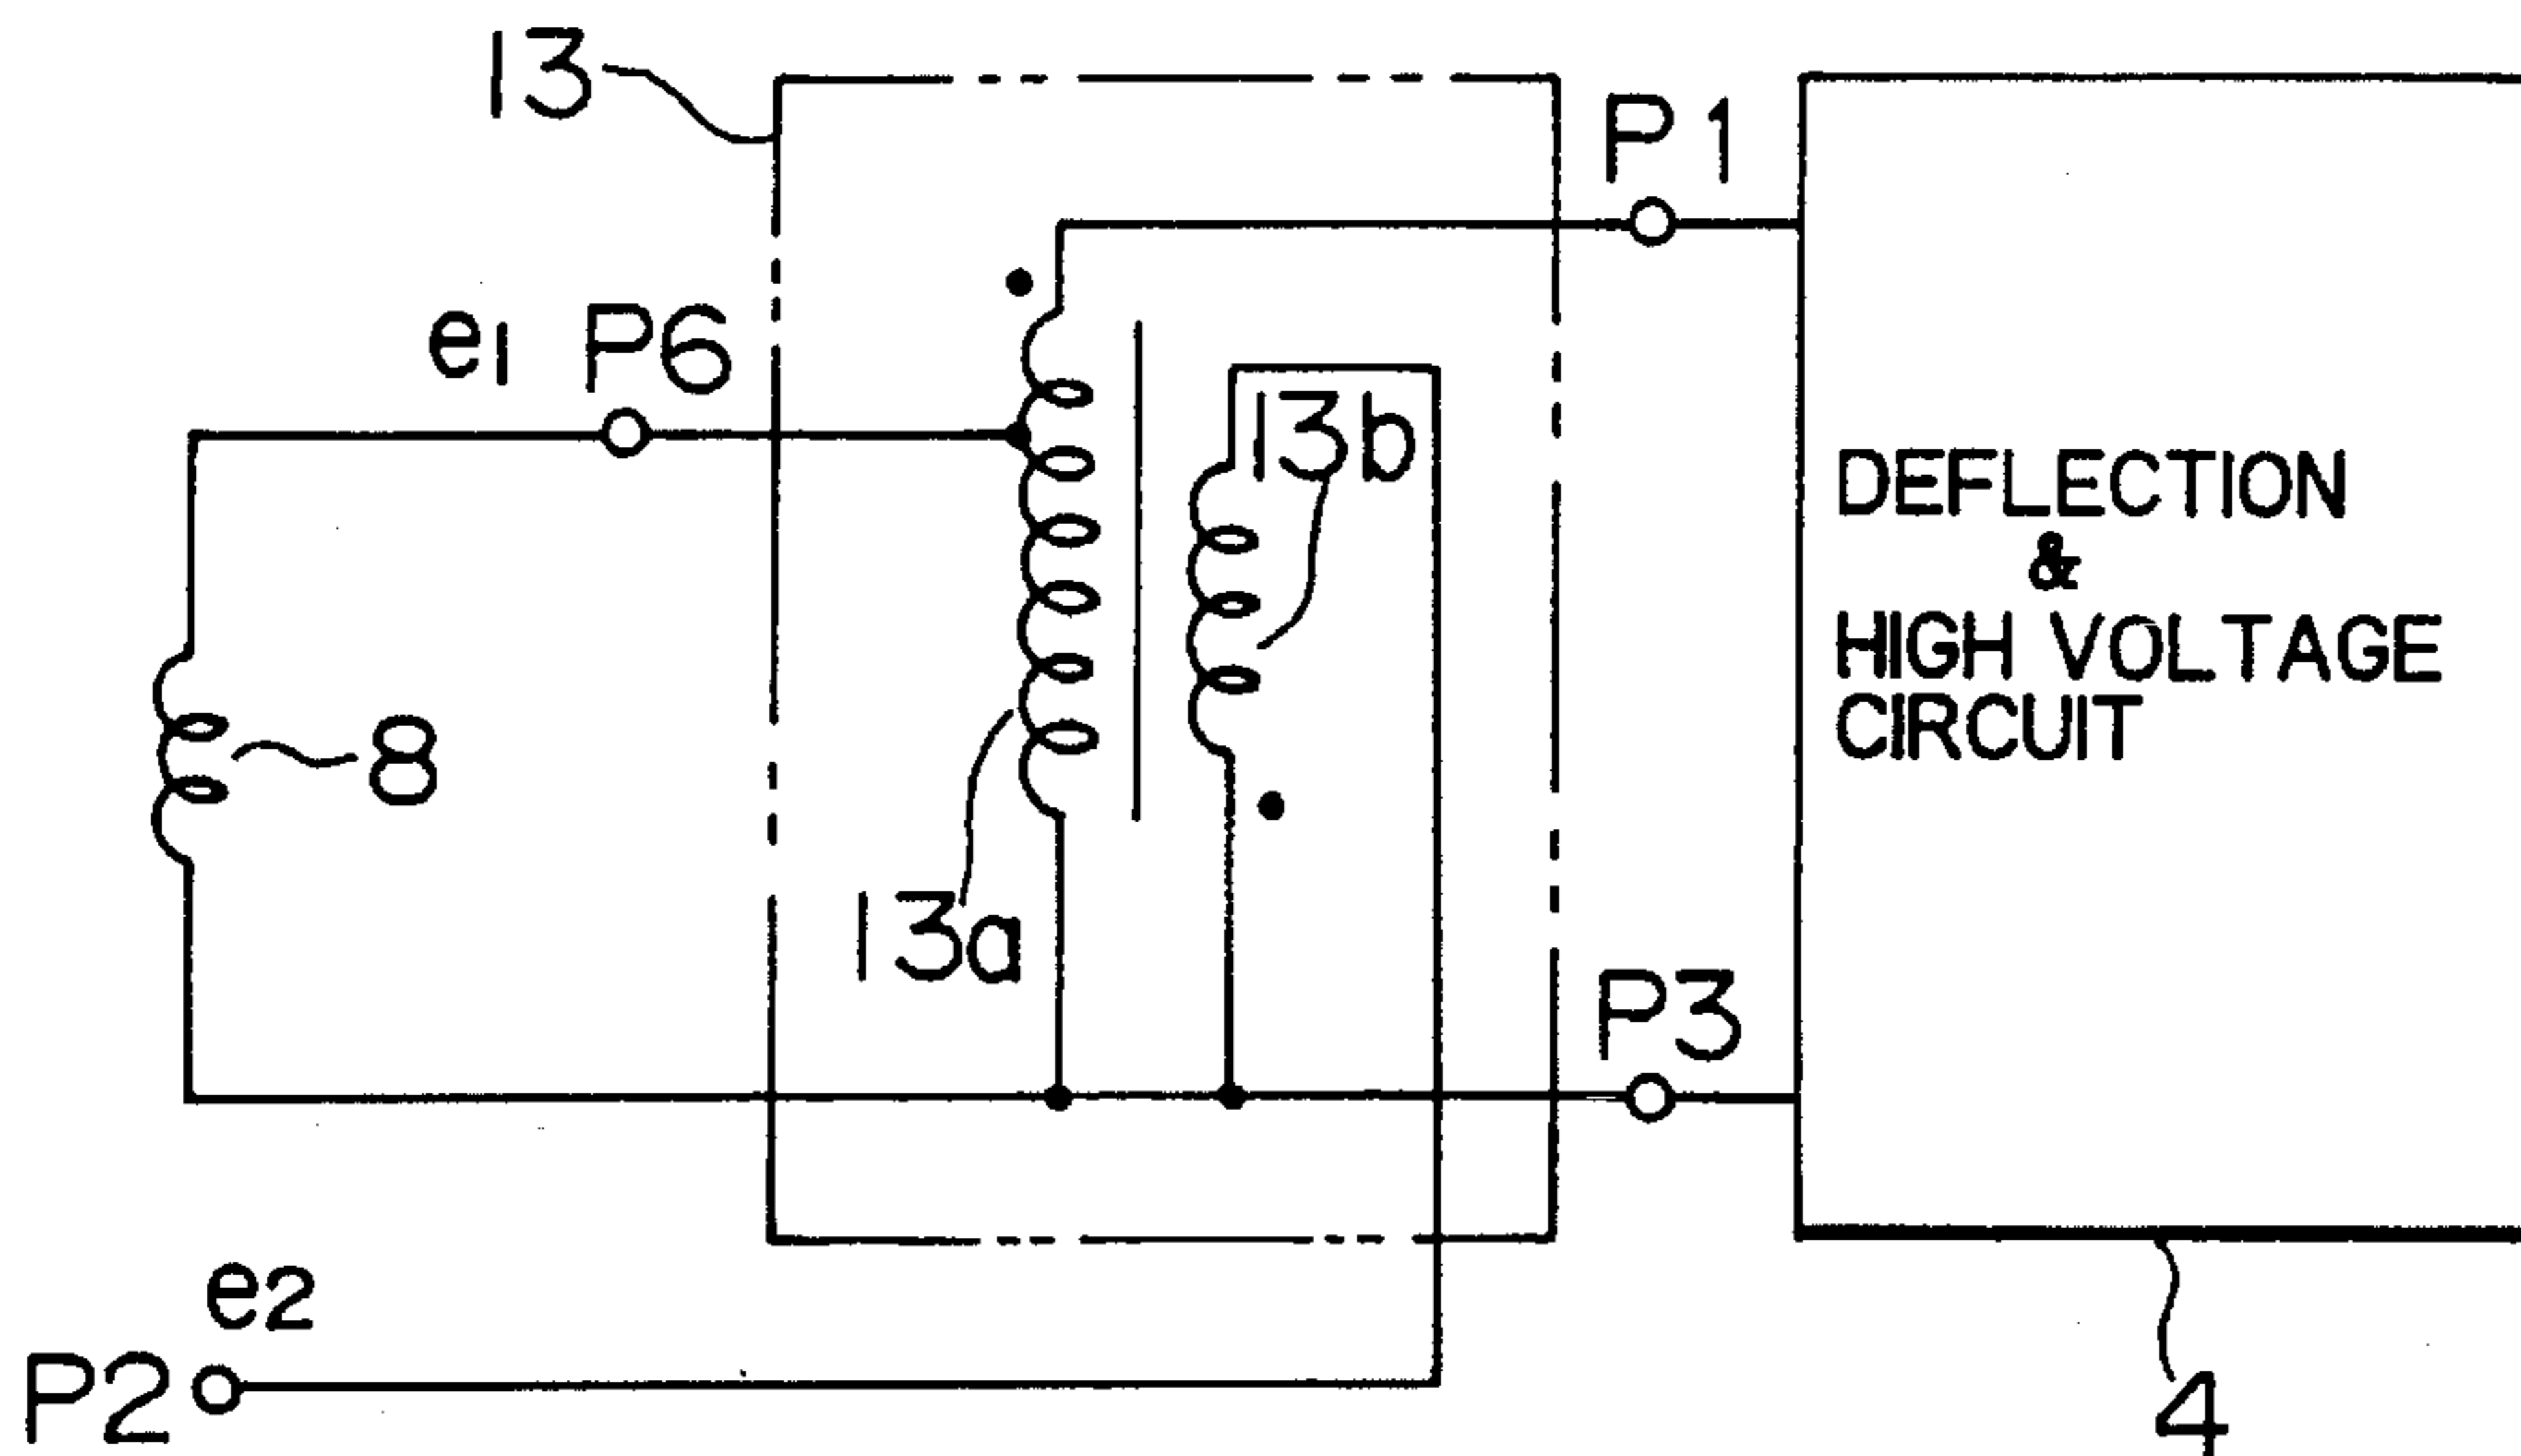 13
P1
e1 P6
13b
DEFLECTION
&
HIGH VOLTAGE
CIRCUIT
8
13a
P3
e2
P2
4